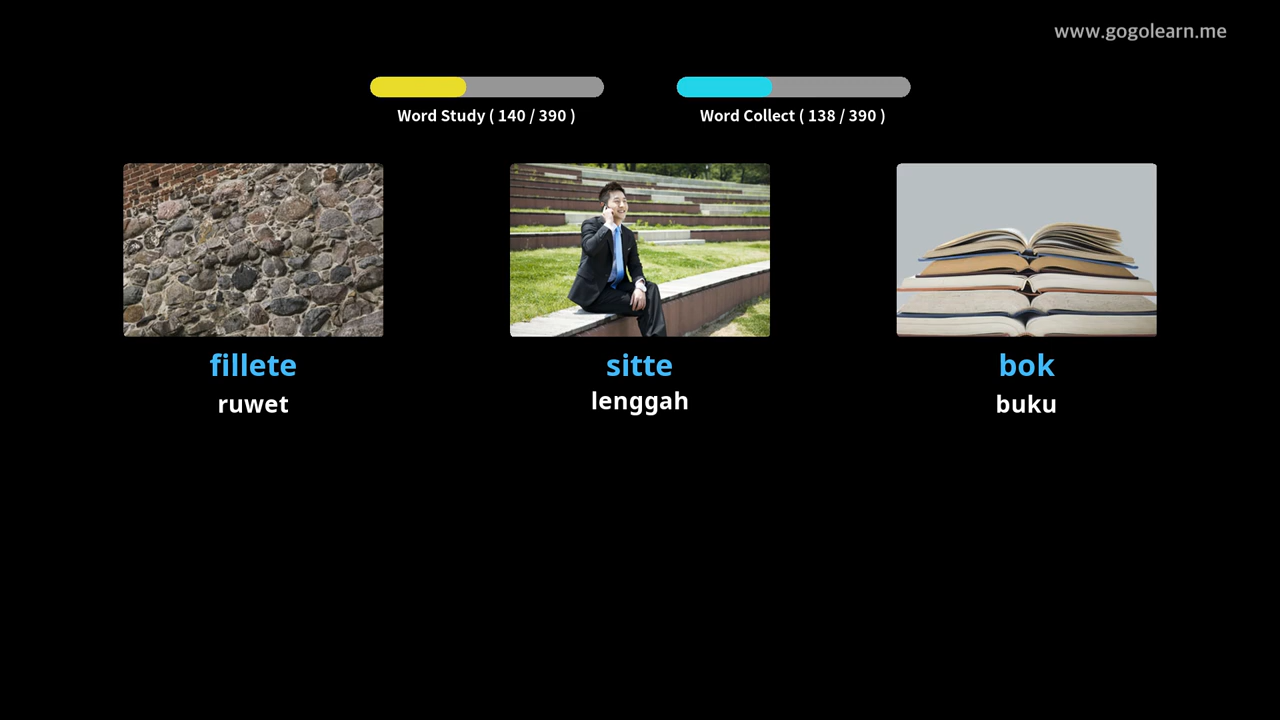 www.gogolearn.me
Word Study ( 140 / 390 )
Word Collect ( 138 / 390 )
fillete
ruwet
sitte
lenggah
bok
buku